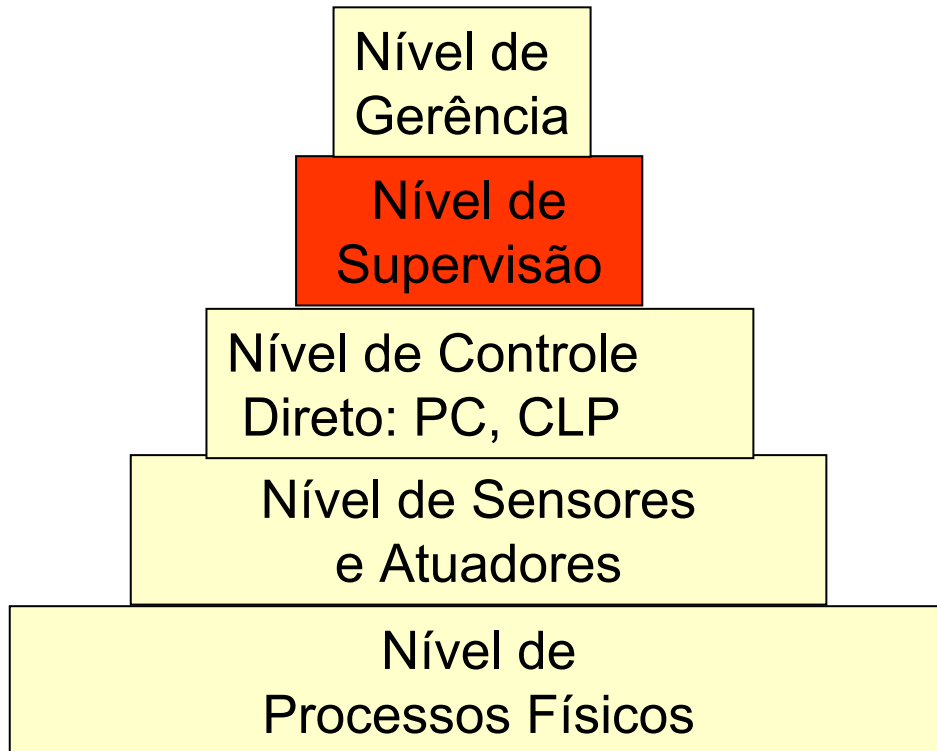 Nível de
Gerência
Nível de
Supervisão
Nível de Controle
Direto: PC, CLP
Nível de Sensores
e Atuadores
Nível de
Processos Físicos